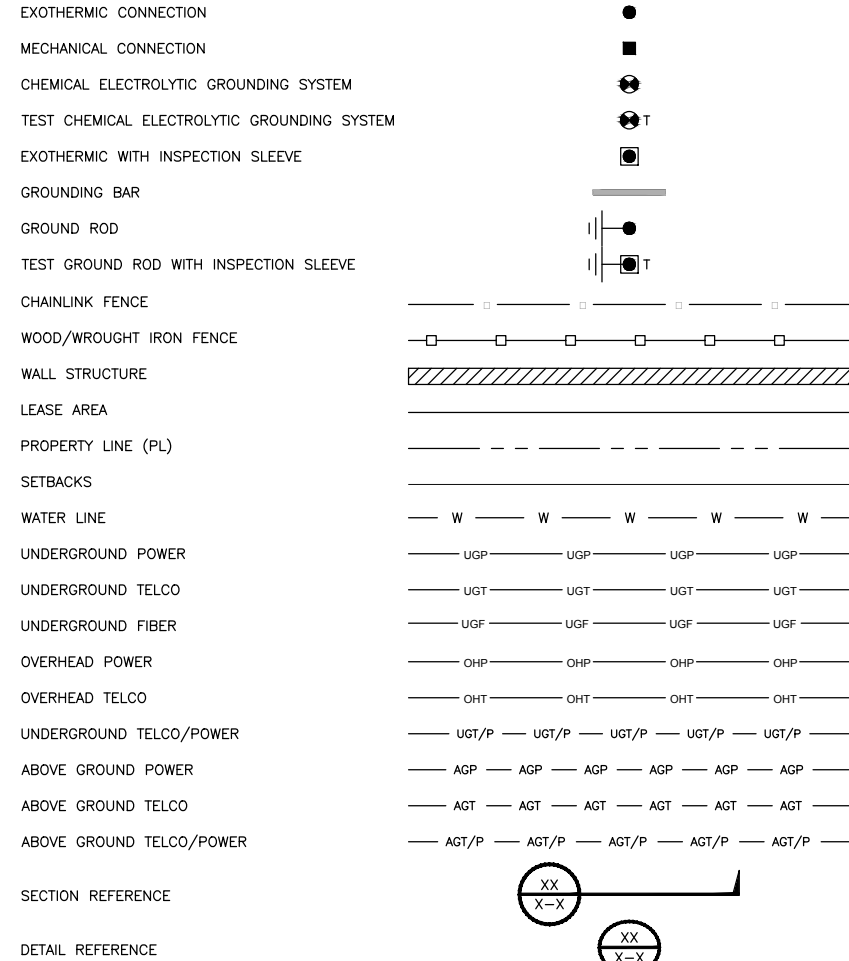 EXOTHERMIC CONNECTION
MECHANICAL CONNECTION
CHEMICAL ELECTROLYTIC GROUNDING SYSTEM
TEST CHEMICAL ELECTROLYTIC GROUNDING SYSTEM T
EXOTHERMIC WITH INSPECTION SLEEVE
GROUNDING BAR
GROUND ROD
TEST GROUND ROD WITH INSPECTION SLEEVE T
CHAINLINK FENCE
WOOD/WROUGHT IRON FENCE
WALL STRUCTURE
LEASE AREA
PROPERTY LINE (PL)
SETBACKS
WATER LINE W W W W W
UNDERGROUND POWER UGP UGP UGP UGP
UNDERGROUND TELCO UGT UGT UGT UGT
UNDERGROUND FIBER UGF UGF UGF UGF
OVERHEAD POWER OHP OHP OHP OHP
OVERHEAD TELCO OHT OHT OHT OHT
UNDERGROUND TELCO/POWER UGT/P UGT/P UGT/P UGT/P UGT/P
ABOVE GROUND POWER AGP AGP AGP AGP AGP AGP
ABOVE GROUND TELCO AGT AGT AGT AGT AGT AGT
ABOVE GROUND TELCO/POWER AGT/P AGT/P AGT/P AGT/P AGT/P
SECTION REFERENCE XX
X-X
DETAIL REFERENCE XX
X-X